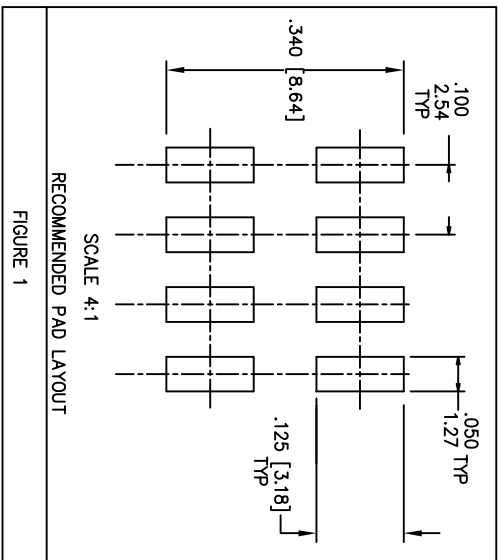 .340 [8.64]
.100
2.54
TYP
.050 TYP
1.27
.125 [3.18]
TYP
SCALE 4:1
RECOMMENDED PAD LAYOUT
FIGURE 1